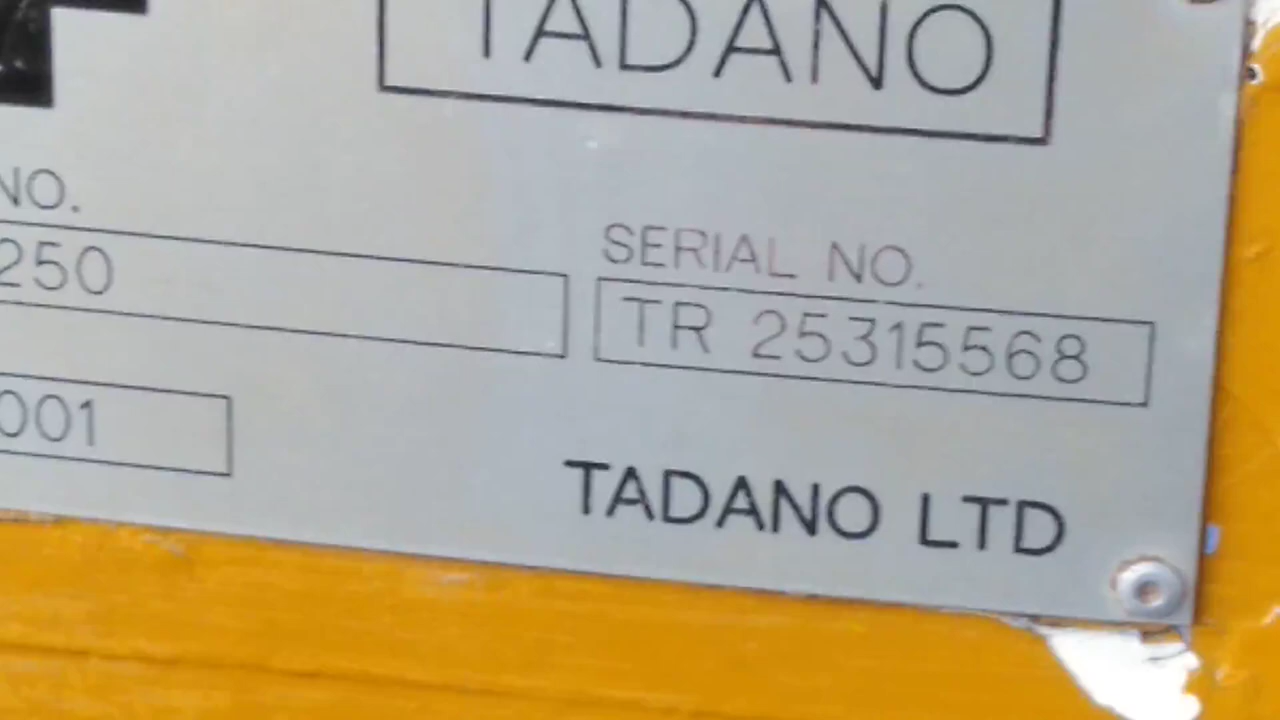 TADANO
NO.
250
SERIAL NO.
TR 25315568
001
TADANO LTD